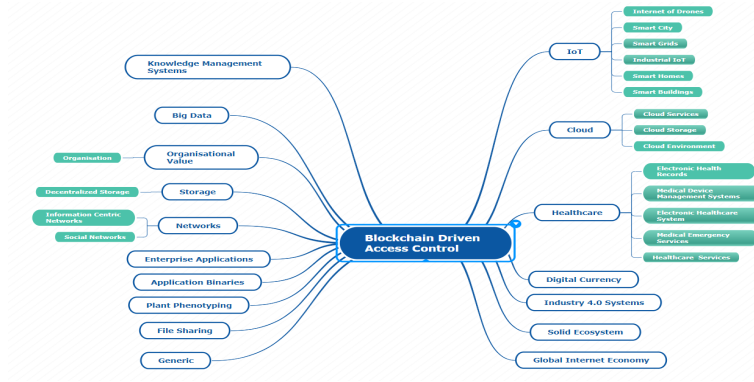 Knowledge Management
Systems
Big Data
Organisational
Value
Organisation
Storage
Decentralized Storage
Networks
Information Centric
Networks
Social Networks
Enterprise Applications
Application Binaries
Plant Phenotyping
File Sharing
Generic
Blockchain Driven
Access Control
IoT
Internet of Drones
Smart City
Smart Grids
Industrial IoT
Smart Homes
Smart Buildings
Cloud
Cloud Services
Cloud Storage
Cloud Environment
Healthcare
Electronic Health
Records
Medical Device
Management Systems
Electronic Healthcare
System
Medical Emergency
Services
Healthcare Services
Digital Currency
Industry 4.0 Systems
Solid Ecosystem
Global Internet Economy